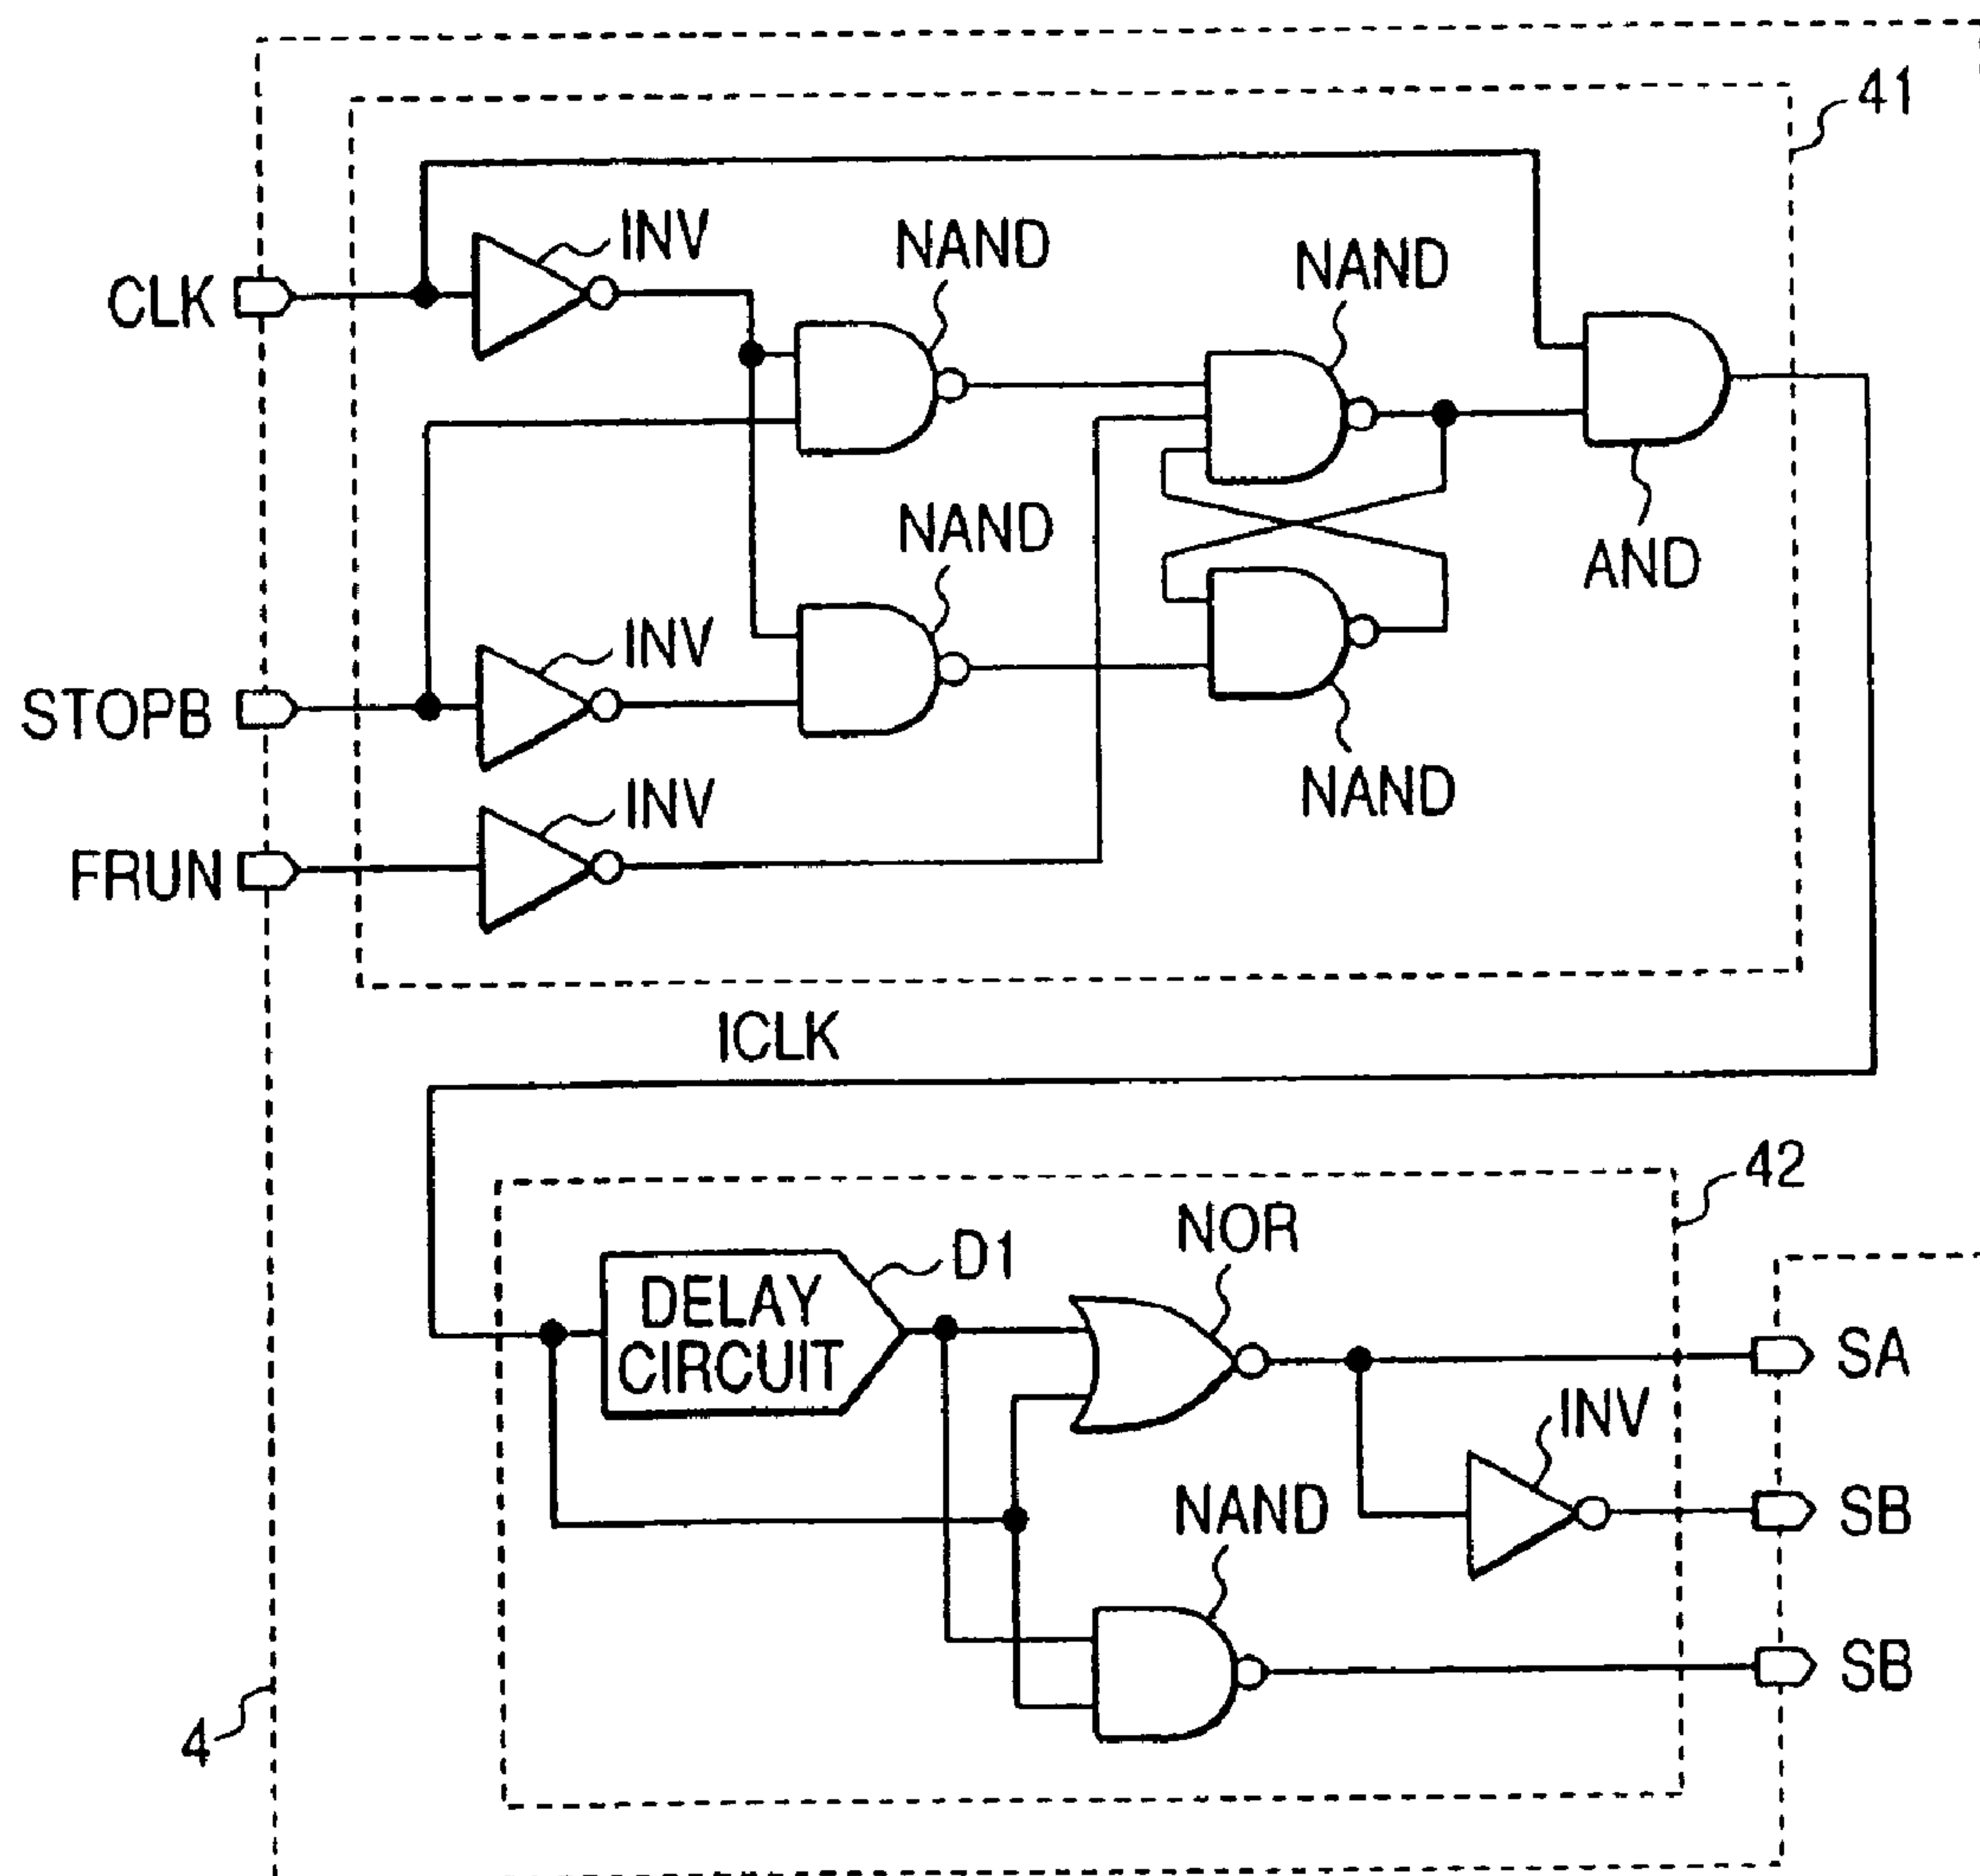 41
INV
NAND
NAND
CLK
NAND
AND
INV
STOPB
INV
NAND
FRUN
ICLK
42
NOR
D1
DELAY
CIRCUIT
SA
INV
NAND
SB
SB
4